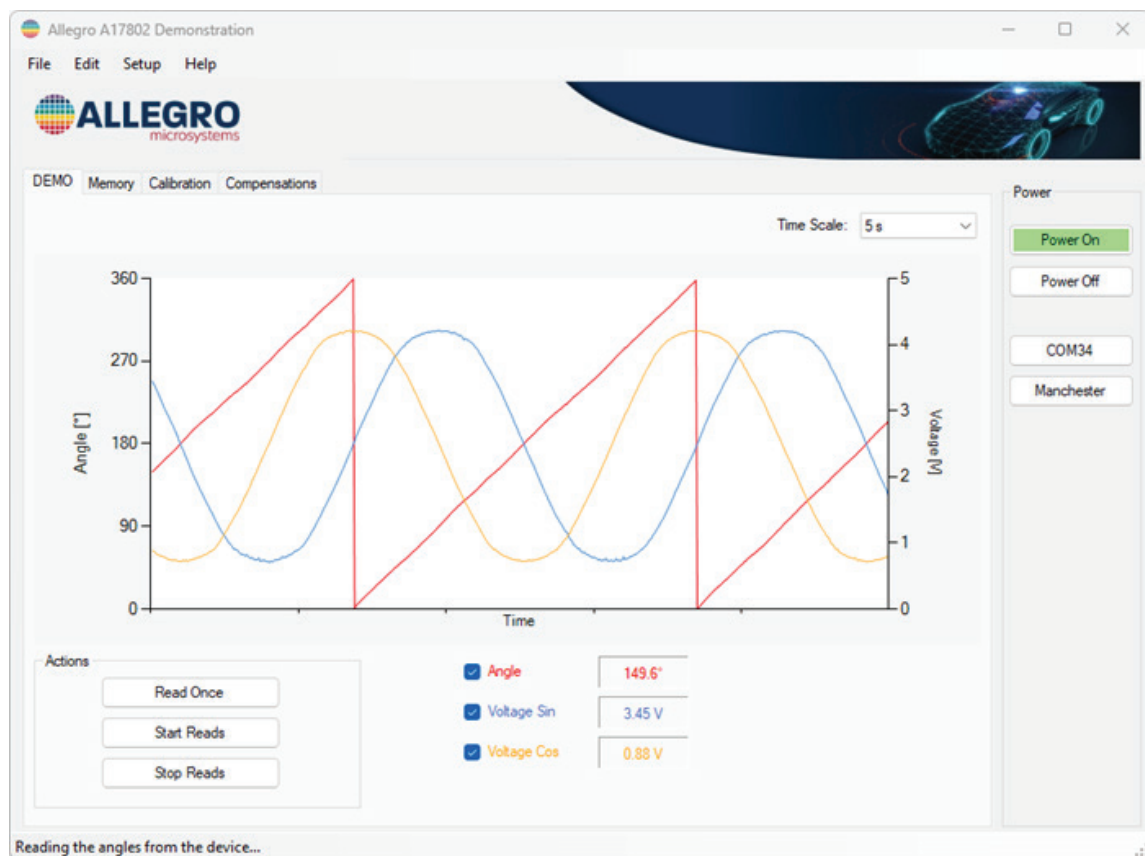 Allegro A17802 Demonstration
File Edit Setup Help
ALLEGRO
microsystems
DEMO Memory Calibration Compensations
Time Scale: 5 s
360
270
180
90
0
Angle [°]
5
4
3
2
1
0
Voltage [V]
Time
Actions
Read Once
Start Reads
Stop Reads
Angle 149.6°
Voltage Sin 3.45 V
Voltage Cos 0.88 V
Power
Power On
Power Off
COM34
Manchester
Reading the angles from the device...